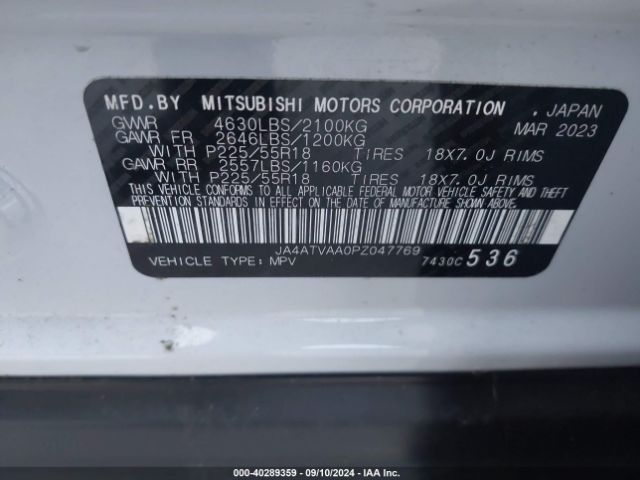 MFD.BY MITSUBISHI MOTORS CORPORATION . JAPAN
GVWR 4630LBS/2100KG MAR 2023
GAWR FR 2646LBS/1200KG
WITH P225/55R18 TIRES 18X7.0J RIMS
GAWR RR 2557LBS/1160KG
WITH P225/55R18 TIRES 18X7.0J RIMS
THIS VEHICLE CONFORMS TO ALL APPLICABLE FEDERAL MOTOR VEHICLE SAFETY AND THEFT
PREVENTION STANDARDS IN EFFECT ON THE DATE OF MANUFACTURE SHOWN ABOVE.
JA4ATVAA0PZ047769
VEHICLE TYPE: MPV 7430C 536
000-40289359 - 09/10/2024 - IAA Inc.